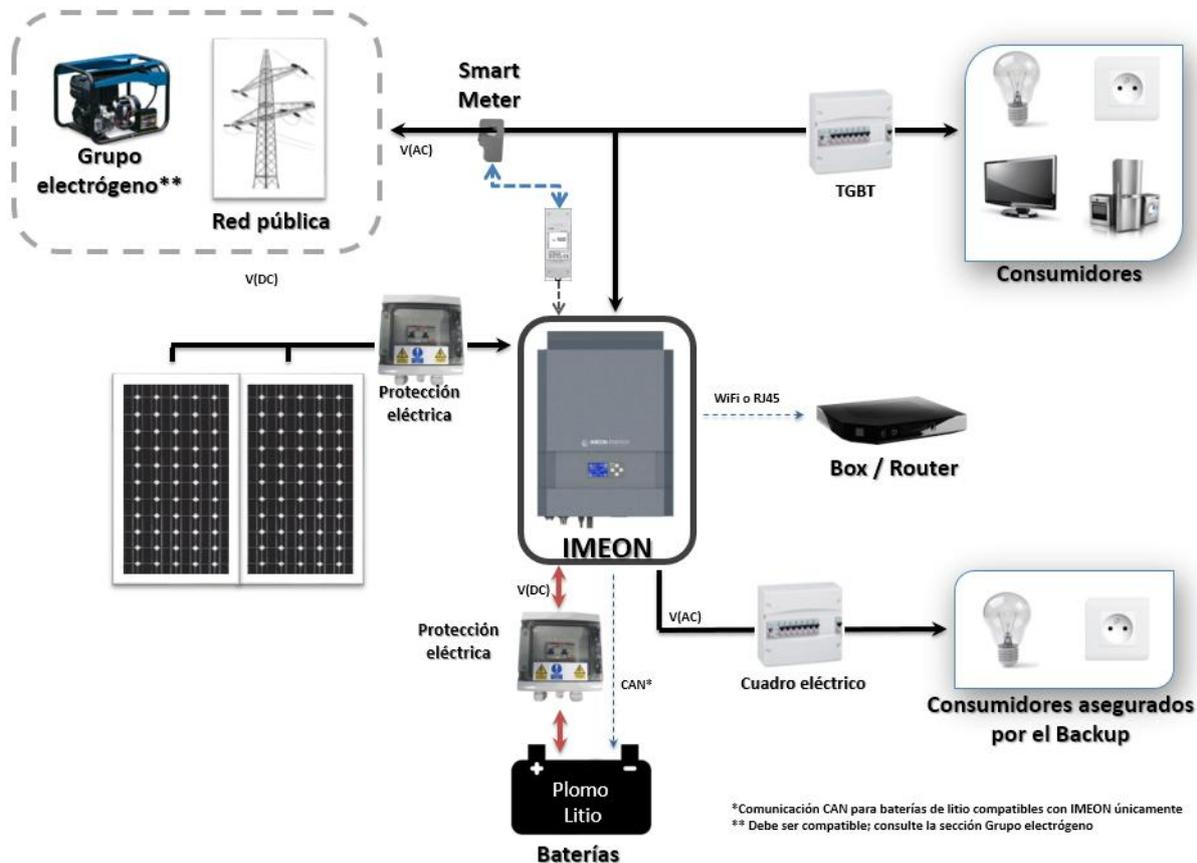 Grupo
electrógeno**
Red pública
V(AC)
Smart
Meter
TGBT
Consumidores
V(DC)
Protección
eléctrica
IMEON ENERGY
IMEON
WiFi o RJ45
Box / Router
V(DC)
Protección
eléctrica
CAN*
V(AC)
Cuadro eléctrico
Consumidores asegurados
por el Backup
+
–
Plomo
Litio
Baterías
*Comunicación CAN para baterías de litio compatibles con IMEON únicamente
** Debe ser compatible; consulte la sección Grupo electrógeno